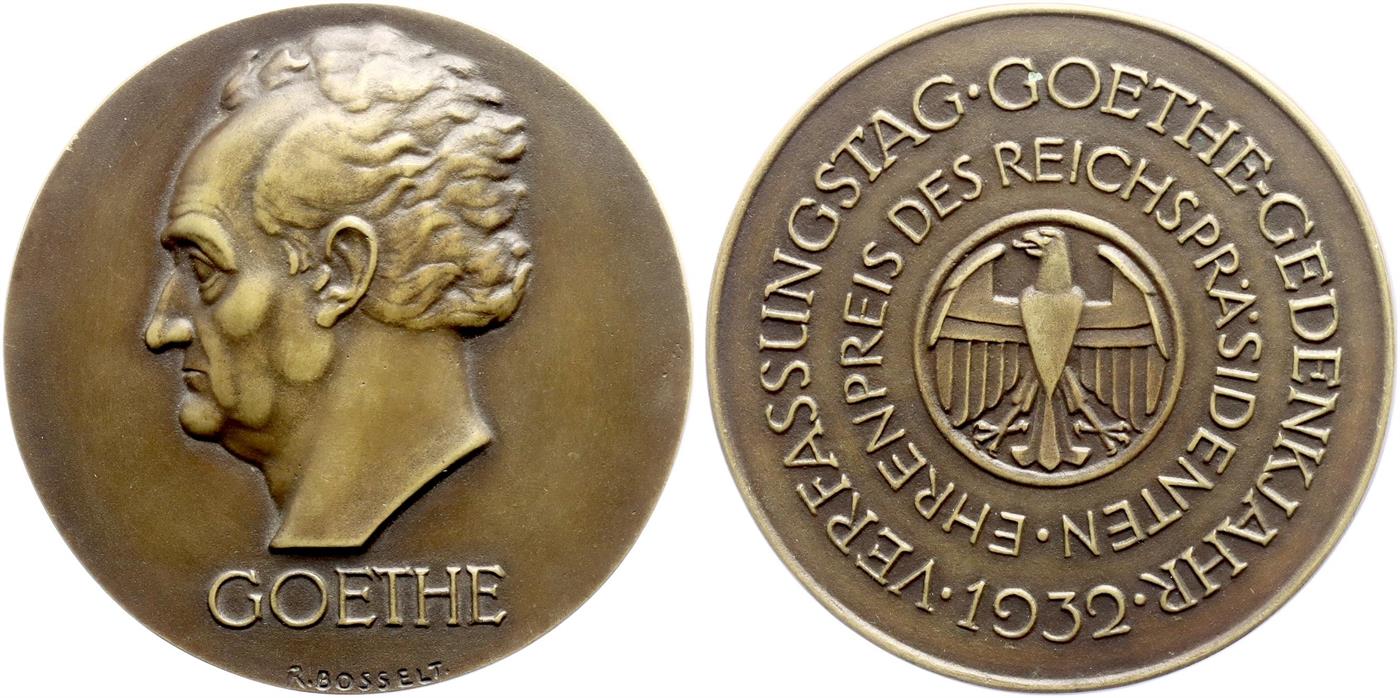 GOETHE
R. BOSSELT.
VERFASSUNGSTAG · GOETHE-GEDENKJAHR · 1932 ·
EHRENPREIS DES REICHSPRÄSIDENTEN ·